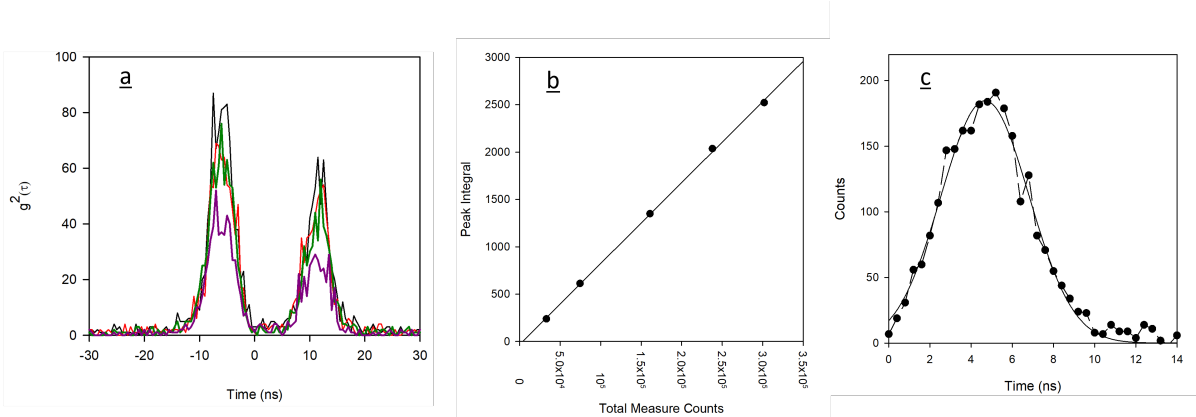 a
100
80
60
40
20
0
g2(τ)
-30 -20 -10 0 10 20 30
Time (ns)
b
3000
2500
2000
1500
1000
500
0
Peak Integral
0 5.0x10⁴ 10⁵ 1.5x10⁵ 2.0x10⁵ 2.5x10⁵ 3.0x10⁵ 3.5x10⁵
Total Measure Counts
c
200
150
100
50
0
Counts
0 2 4 6 8 10 12 14
Time (ns)